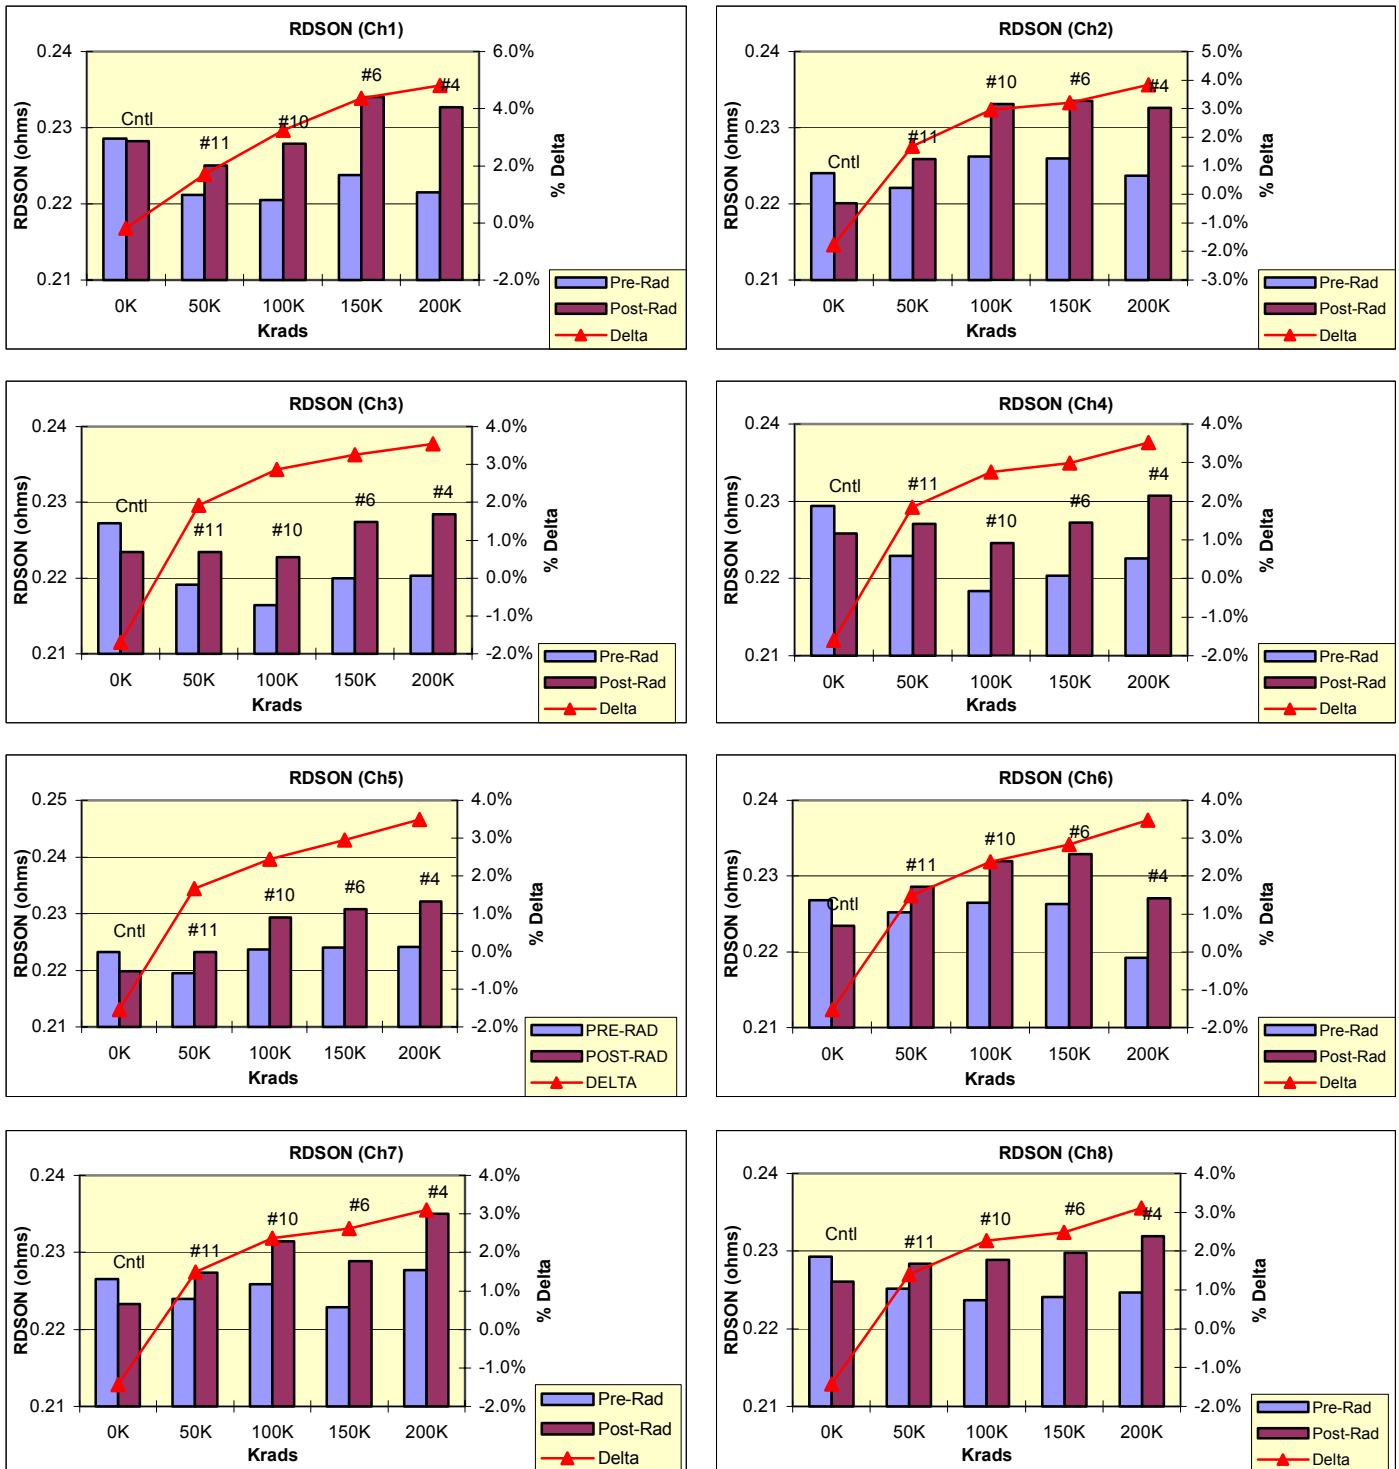 RDSON (Ch1)
0.24
0.23
0.22
0.21
RDSON (ohms)
6.0%
4.0%
2.0%
0.0%
-2.0%
% Delta
Cntl
#11
#10
#6
#4
0K 50K 100K 150K 200K
Krads
Pre-Rad
Post-Rad
Delta
RDSON (Ch2)
0.24
0.23
0.22
0.21
RDSON (ohms)
5.0%
4.0%
3.0%
2.0%
1.0%
0.0%
-1.0%
-2.0%
-3.0%
% Delta
Cntl
#11
#10
#6
#4
0K 50K 100K 150K 200K
Krads
Pre-Rad
Post-Rad
Delta
RDSON (Ch3)
0.24
0.23
0.22
0.21
RDSON (ohms)
4.0%
3.0%
2.0%
1.0%
0.0%
-1.0%
-2.0%
% Delta
Cntl
#11
#10
#6
#4
0K 50K 100K 150K 200K
Krads
Pre-Rad
Post-Rad
Delta
RDSON (Ch4)
0.24
0.23
0.22
0.21
RDSON (ohms)
4.0%
3.0%
2.0%
1.0%
0.0%
-1.0%
-2.0%
% Delta
Cntl
#11
#10
#6
#4
0K 50K 100K 150K 200K
Krads
Pre-Rad
Post-Rad
Delta
RDSON (Ch5)
0.25
0.24
0.23
0.22
0.21
RDSON (ohms)
4.0%
3.0%
2.0%
1.0%
0.0%
-1.0%
-2.0%
% Delta
Cntl
#11
#10
#6
#4
0K 50K 100K 150K 200K
Krads
PRE-RAD
POST-RAD
DELTA
RDSON (Ch6)
0.24
0.23
0.22
0.21
RDSON (ohms)
4.0%
3.0%
2.0%
1.0%
0.0%
-1.0%
-2.0%
% Delta
Cntl
#11
#10
#6
#4
0K 50K 100K 150K 200K
Krads
Pre-Rad
Post-Rad
Delta
RDSON (Ch7)
0.24
0.23
0.22
0.21
RDSON (ohms)
4.0%
3.0%
2.0%
1.0%
0.0%
-1.0%
-2.0%
% Delta
Cntl
#11
#10
#6
#4
0K 50K 100K 150K 200K
Krads
Pre-Rad
Post-Rad
Delta
RDSON (Ch8)
0.24
0.23
0.22
0.21
RDSON (ohms)
4.0%
3.0%
2.0%
1.0%
0.0%
-1.0%
-2.0%
% Delta
Cntl
#11
#10
#6
#4
0K 50K 100K 150K 200K
Krads
Pre-Rad
Post-Rad
Delta